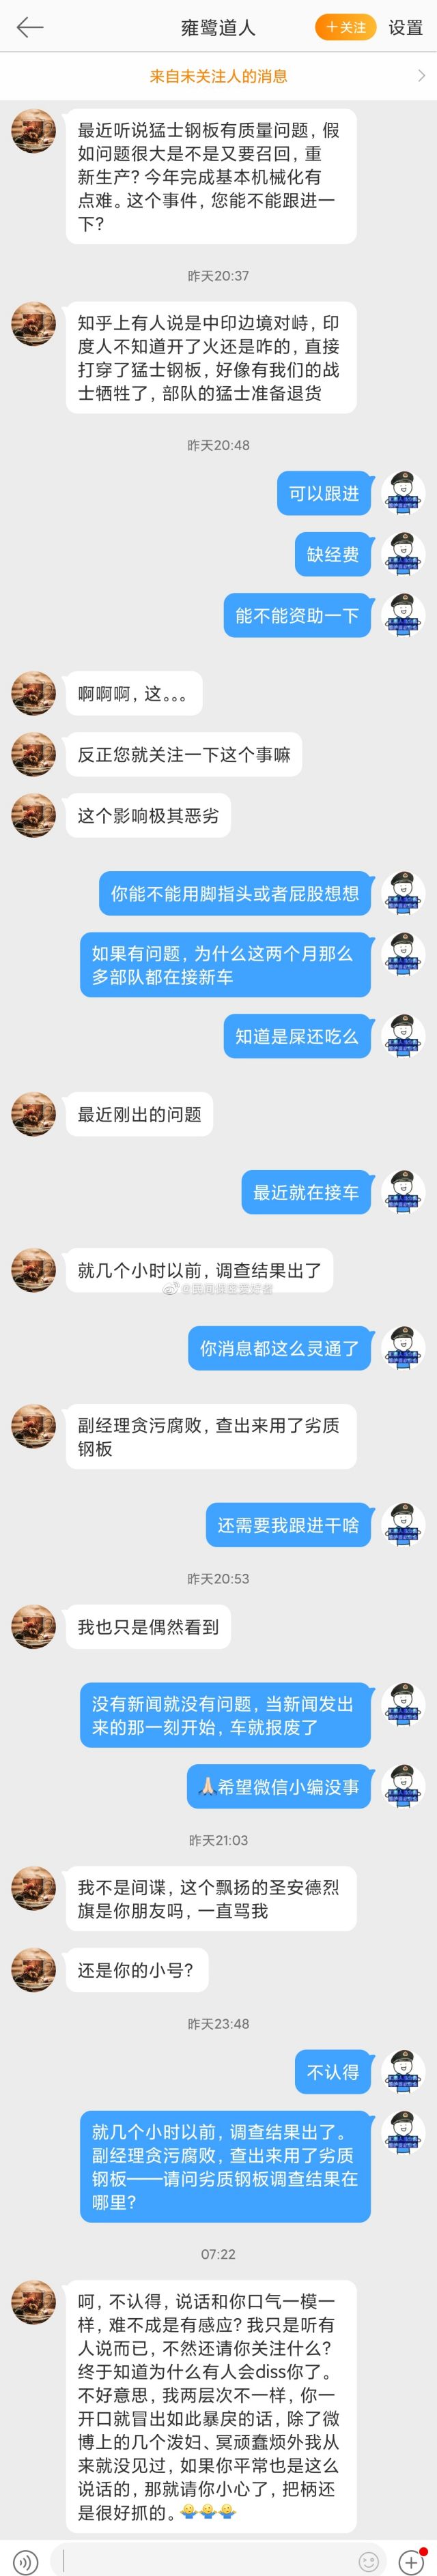 雍鹭道人
+关注
设置
来自未关注人的消息
最近听说猛士钢板有质量问题，假
如问题很大是不是又要召回，重
新生产？今年完成基本机械化有
点难。这个事件，您能不能跟进一
下？
昨天20:37
知乎上有人说是中印边境对峙，印
度人不知道开了火还是咋的，直接
打穿了猛士钢板，好像有我们的战
士牺牲了，部队的猛士准备退货
昨天20:48
可以跟进
缺经费
能不能资助一下
啊啊啊，这。。。
反正您就关注一下这个事嘛
这个影响极其恶劣
你能不能用脚指头或者屁股想想
如果有问题，为什么这两个月那么
多部队都在接新车
知道是屎还吃么
最近刚出的问题
最近就在接车
就几个小时以前，调查结果出了
你消息都这么灵通了
副经理贪污腐败，查出来用了劣质
钢板
还需要我跟进干啥
昨天20:53
我也只是偶然看到
没有新闻就没有问题，当新闻发出
来的那一刻开始，车就报废了
🙏🏻希望微信小编没事
昨天21:03
我不是间谍，这个飘扬的圣安德烈
旗是你朋友吗，一直骂我
还是你的小号？
昨天23:48
不认得
就几个小时以前，调查结果出了。
副经理贪污腐败，查出来用了劣质
钢板——请问劣质钢板调查结果在
哪里？
07:22
呵，不认得，说话和你口气一模一
样，难不成是有感应？我只是听有
人说而已，不然还请你关注什么？
终于知道为什么有人会diss你了。
不好意思，我两层次不一样，你一
开口就冒出如此暴戾的话，除了微
博上的几个泼妇、冥顽蠢烦外我从
来就没见过，如果你平常也是这么
说话的，那就请你小心了，把柄还
是很好抓的。🤷‍♂️🤷‍♂️🤷‍♂️